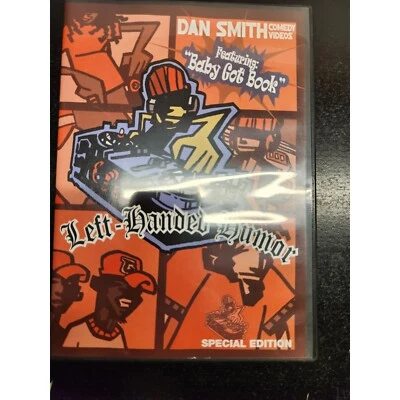 DAN SMITH COMEDY VIDEOS
Featuring:
"Baby Got Book"
Left-Handed Humor
T
SPECIAL EDITION